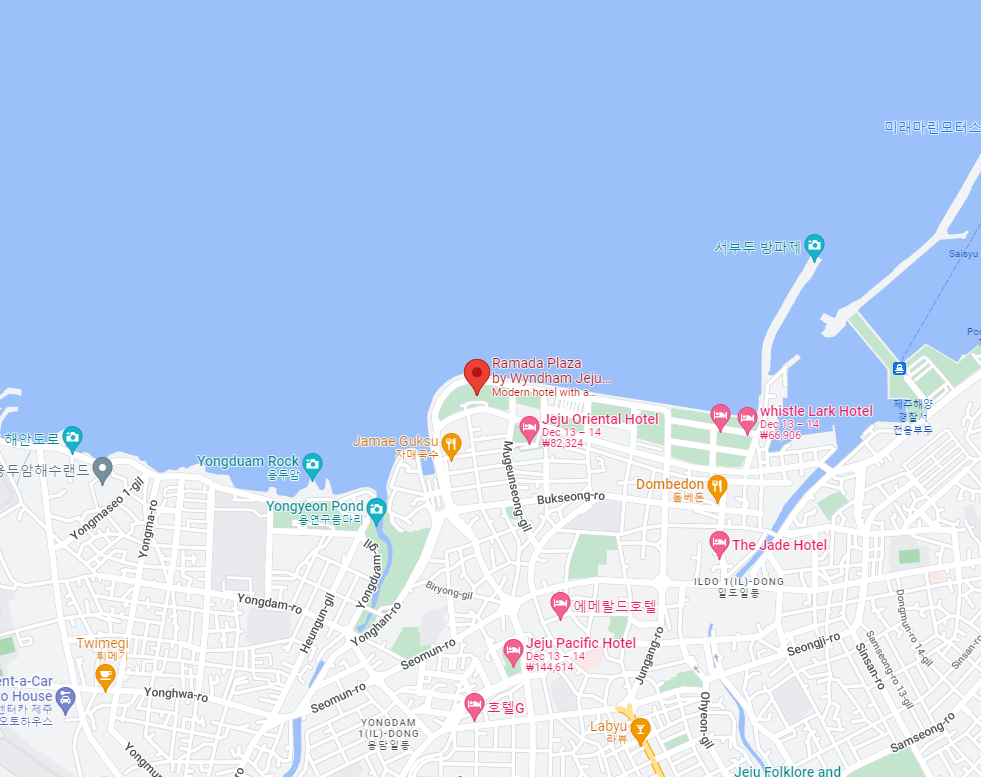 미래마린모터스
서부두 방파제
Saisyu
Ramada Plaza
by Wyndham Jeju...
Modern hotel with a...
제주해양
경찰서
전용부두
whistle Lark Hotel
Dec 13 – 14
₩66,906
Jeju Oriental Hotel
Dec 13 – 14
₩82,324
해안도로
Jamae Guksu
자매국수
Yongduam Rock
용두암
용두암해수랜드
Mugeunseong-gil
Dombedon
돔베돈
Yongmaseo 1-gil
Bukseong-ro
Yongyeon Pond
용연구름다리
Yongma-ro
The Jade Hotel
Yongduam 6gil
ILDO 1(IL)-DONG
일도일동
Biryong-gil
Yongdam-ro
에메랄드호텔
Heungun-gil
Yonghan-ro
Dongmun-ro 14-gil
Twimegi
튀메기
Jeju Pacific Hotel
Dec 13 – 14
₩144,614
Seomun-ro
Jungang-ro
Seongji-ro
Sinsan-ro
Samseong-ro 13-gil
ent-a-Car
o House
렌터카 제주
오토하우스
Yonghwa-ro
Seomun-ro
호텔G
YONGDAM
1(IL)-DONG
용담일동
Labyu
라뷰
Ohyeon-gil
Samseong-ro
Jeju Folklore and